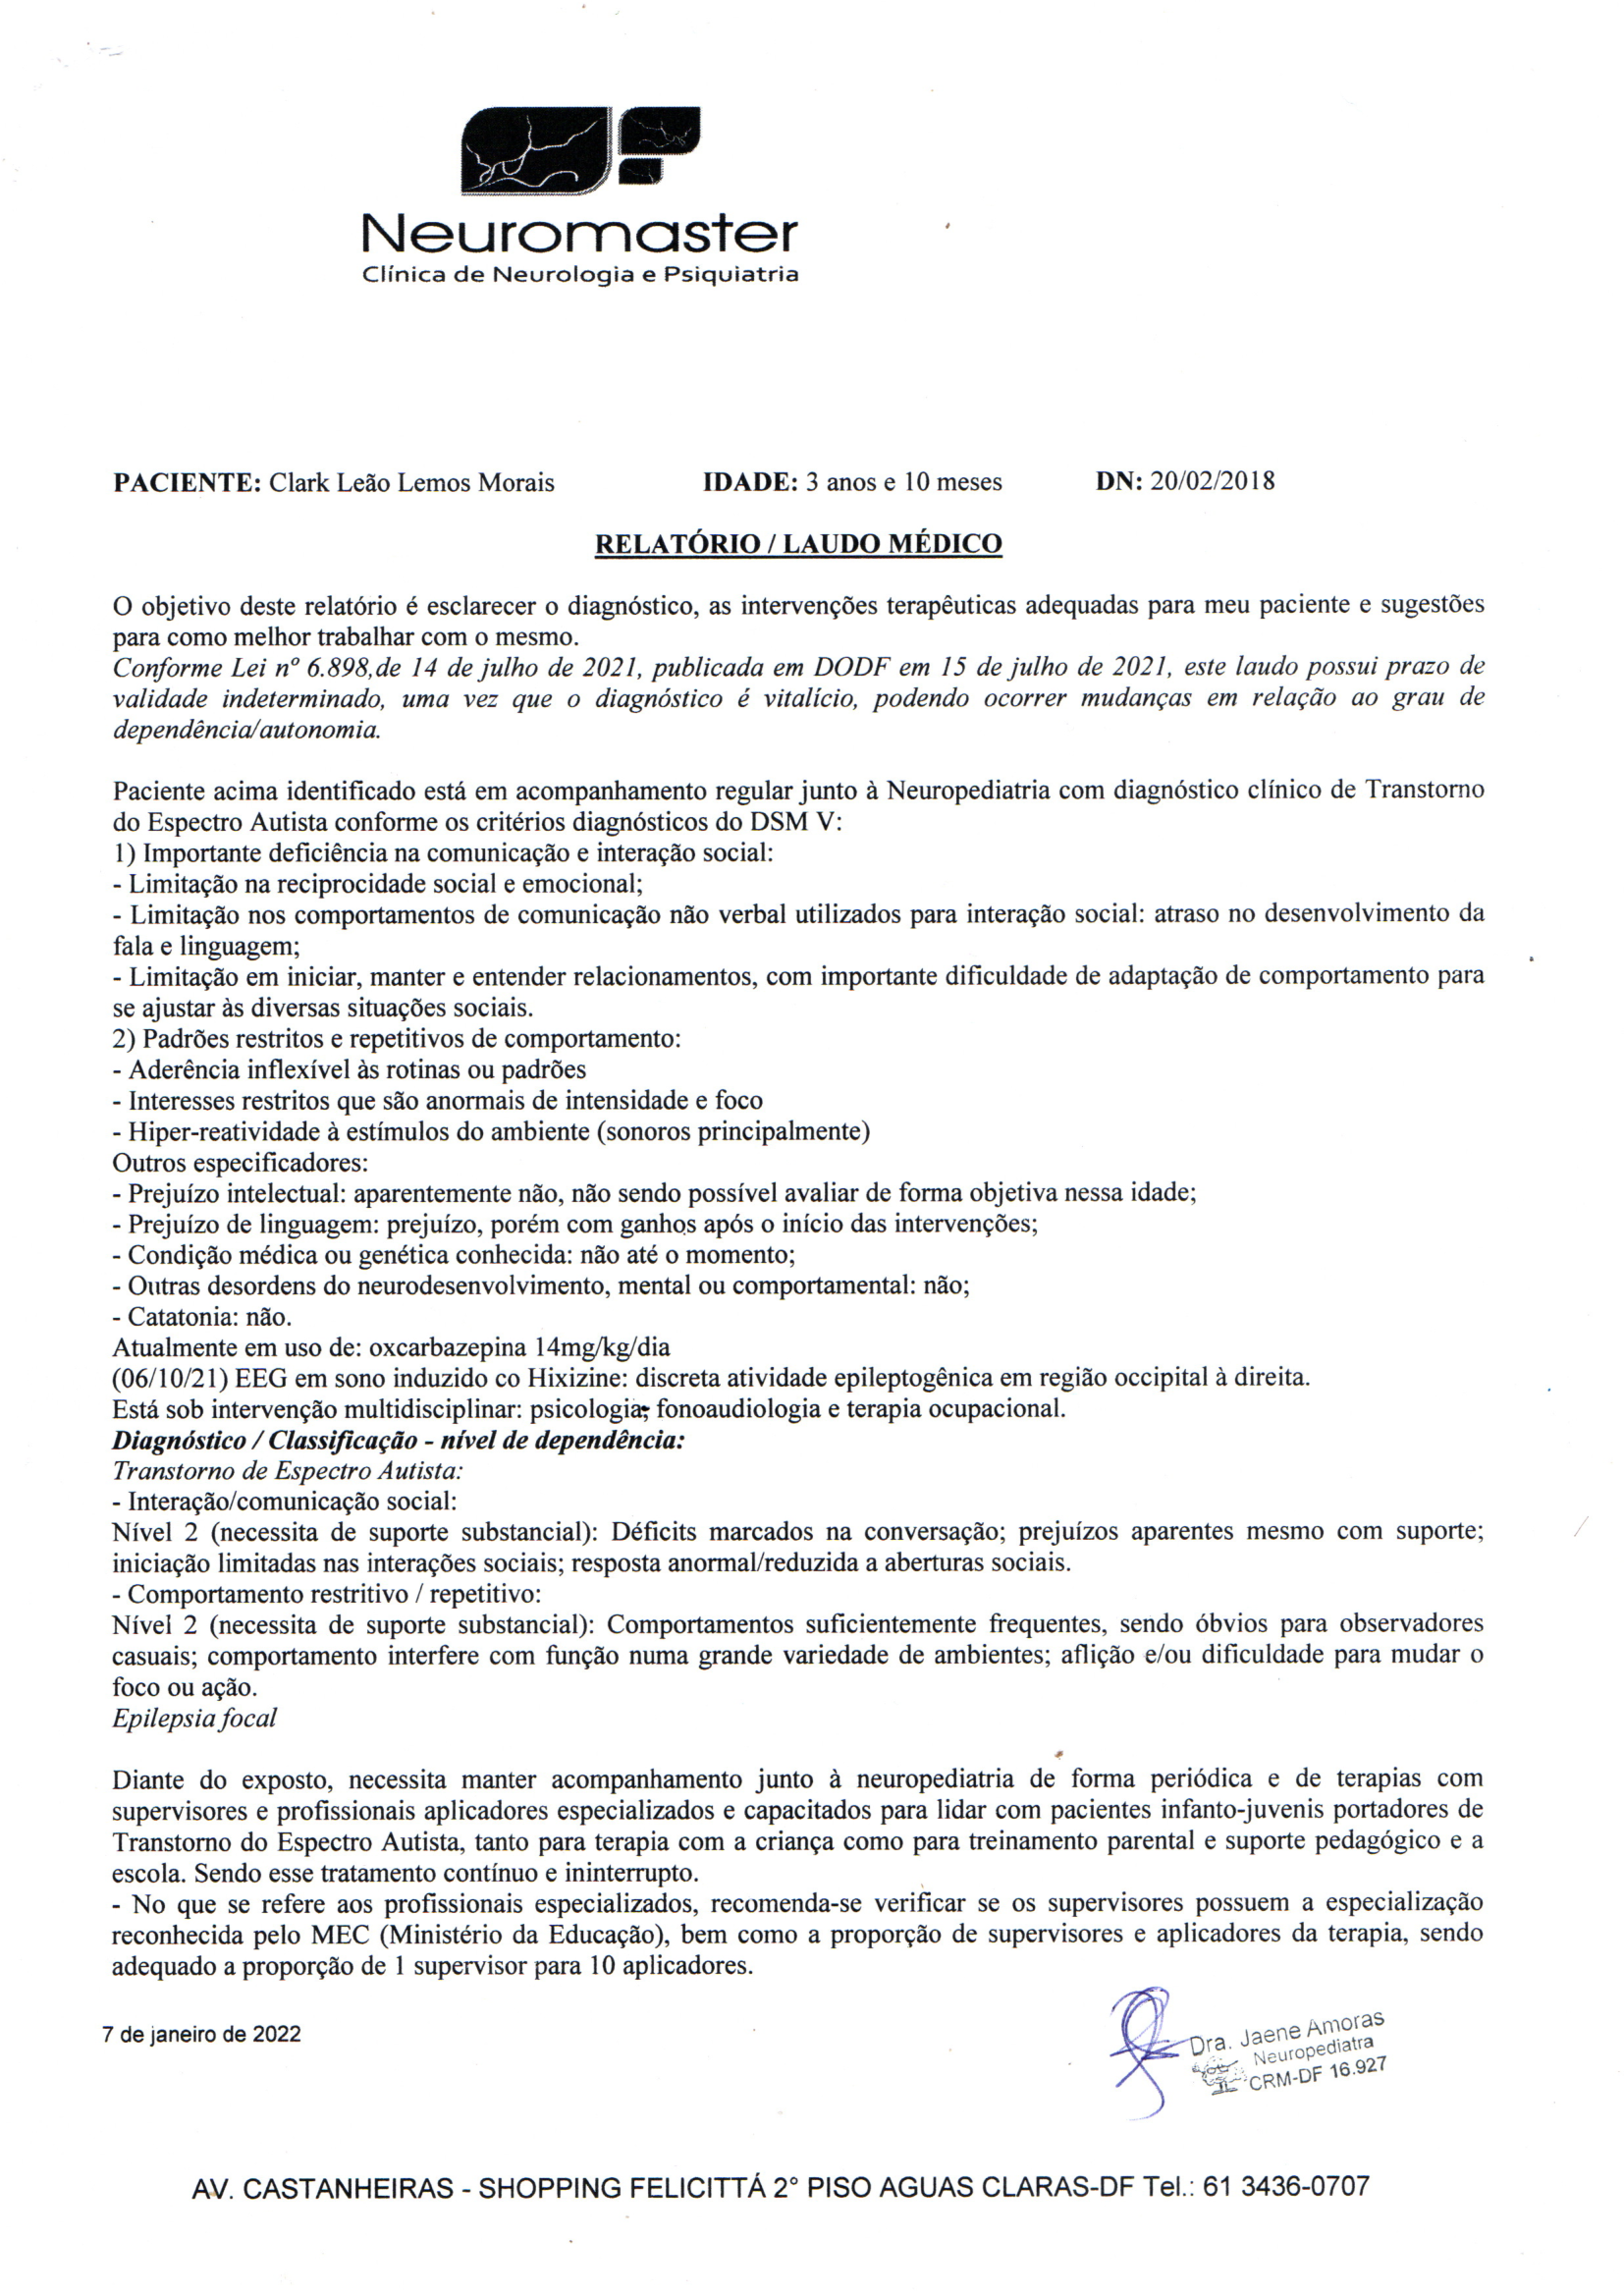 Neuromaster
Clínica de Neurologia e Psiquiatria
PACIENTE: Clark Leão Lemos Morais IDADE: 3 anos e 10 meses DN: 20/02/2018
RELATÓRIO / LAUDO MÉDICO
O objetivo deste relatório é esclarecer o diagnóstico, as intervenções terapêuticas adequadas para meu paciente e sugestões
para como melhor trabalhar com o mesmo.
Conforme Lei nº 6.898,de 14 de julho de 2021, publicada em DODF em 15 de julho de 2021, este laudo possui prazo de
validade indeterminado, uma vez que o diagnóstico é vitalício, podendo ocorrer mudanças em relação ao grau de
dependência/autonomia.
Paciente acima identificado está em acompanhamento regular junto à Neuropediatria com diagnóstico clínico de Transtorno
do Espectro Autista conforme os critérios diagnósticos do DSM V:
1) Importante deficiência na comunicação e interação social:
- Limitação na reciprocidade social e emocional;
- Limitação nos comportamentos de comunicação não verbal utilizados para interação social: atraso no desenvolvimento da
fala e linguagem;
- Limitação em iniciar, manter e entender relacionamentos, com importante dificuldade de adaptação de comportamento para
se ajustar às diversas situações sociais.
2) Padrões restritos e repetitivos de comportamento:
- Aderência inflexível às rotinas ou padrões
- Interesses restritos que são anormais de intensidade e foco
- Hiper-reatividade à estímulos do ambiente (sonoros principalmente)
Outros especificadores:
- Prejuízo intelectual: aparentemente não, não sendo possível avaliar de forma objetiva nessa idade;
- Prejuízo de linguagem: prejuízo, porém com ganhos após o início das intervenções;
- Condição médica ou genética conhecida: não até o momento;
- Outras desordens do neurodesenvolvimento, mental ou comportamental: não;
- Catatonia: não.
Atualmente em uso de: oxcarbazepina 14mg/kg/dia
(06/10/21) EEG em sono induzido co Hixizine: discreta atividade epileptogênica em região occipital à direita.
Está sob intervenção multidisciplinar: psicologia; fonoaudiologia e terapia ocupacional.
Diagnóstico / Classificação - nível de dependência:
Transtorno de Espectro Autista:
- Interação/comunicação social:
Nível 2 (necessita de suporte substancial): Déficits marcados na conversação; prejuízos aparentes mesmo com suporte;
iniciação limitadas nas interações sociais; resposta anormal/reduzida a aberturas sociais.
- Comportamento restritivo / repetitivo:
Nível 2 (necessita de suporte substancial): Comportamentos suficientemente frequentes, sendo óbvios para observadores
casuais; comportamento interfere com função numa grande variedade de ambientes; aflição e/ou dificuldade para mudar o
foco ou ação.
Epilepsia focal
Diante do exposto, necessita manter acompanhamento junto à neuropediatria de forma periódica e de terapias com
supervisores e profissionais aplicadores especializados e capacitados para lidar com pacientes infanto-juvenis portadores de
Transtorno do Espectro Autista, tanto para terapia com a criança como para treinamento parental e suporte pedagógico e a
escola. Sendo esse tratamento contínuo e ininterrupto.
- No que se refere aos profissionais especializados, recomenda-se verificar se os supervisores possuem a especialização
reconhecida pelo MEC (Ministério da Educação), bem como a proporção de supervisores e aplicadores da terapia, sendo
adequado a proporção de 1 supervisor para 10 aplicadores.
7 de janeiro de 2022
Dra. Jaene Amoras
Neuropediatra
CRM-DF 16.927
AV. CASTANHEIRAS - SHOPPING FELICITTÁ 2° PISO AGUAS CLARAS-DF Tel.: 61 3436-0707